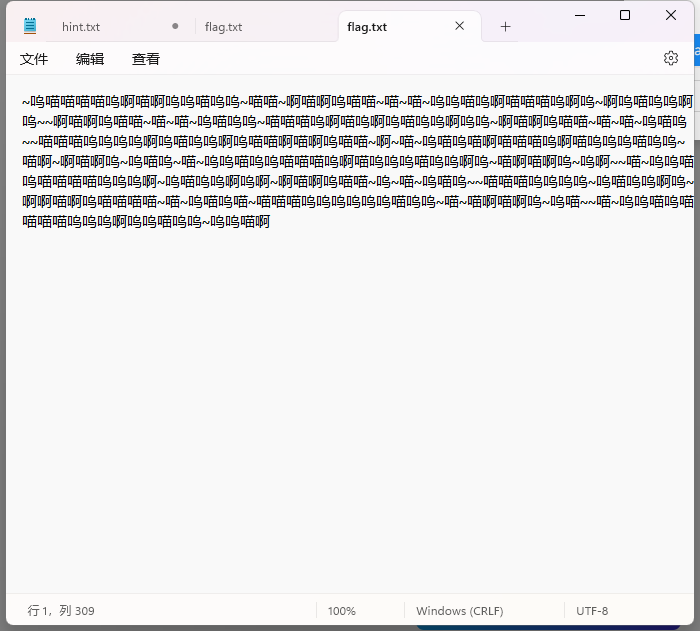 hint.txt
flag.txt
flag.txt
文件 编辑 查看
~呜喵喵喵喵呜啊喵啊呜呜喵呜呜~喵喵~啊喵啊呜喵喵~喵~喵~呜呜喵呜啊喵喵喵呜啊呜~啊呜喵呜呜啊
呜~~啊喵啊呜喵喵~喵~喵~呜喵呜呜~喵喵喵呜啊喵呜啊呜喵呜呜啊呜呜~啊喵啊呜喵喵~喵~喵~呜喵呜
~~喵喵喵呜呜呜啊呜喵呜呜啊呜喵喵啊喵啊呜喵喵~啊~喵~呜喵呜喵啊喵喵喵呜啊喵呜呜呜喵呜呜~
喵啊~啊喵啊呜~呜喵呜~喵~呜喵呜呜喵喵喵呜啊喵呜呜喵呜呜啊呜~喵啊喵啊呜~呜啊~~喵~呜呜喵
呜喵喵喵喵呜呜呜啊~呜喵呜呜啊呜啊~啊喵啊呜喵喵~呜~喵~呜喵呜~~喵喵喵呜呜呜呜~呜喵呜呜啊呜~
啊啊喵啊呜喵喵喵喵~喵~呜喵呜喵~喵喵喵呜呜呜呜呜喵呜呜~喵~喵啊喵啊呜~呜喵~~喵~呜呜喵呜喵
喵喵喵呜呜呜啊呜呜喵呜呜~呜呜喵啊
行 1，列 309
100%
Windows (CRLF)
UTF-8